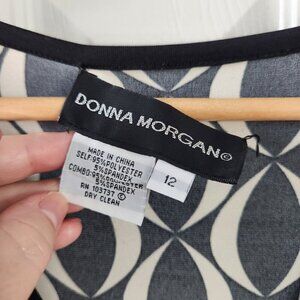 DONNA MORGAN©
MADE IN CHINA
SELF:95%POLYESTER
5%SPANDEX
COMBO:95%
5%SPANDEX
RN 103737
DRY CLEAN
12